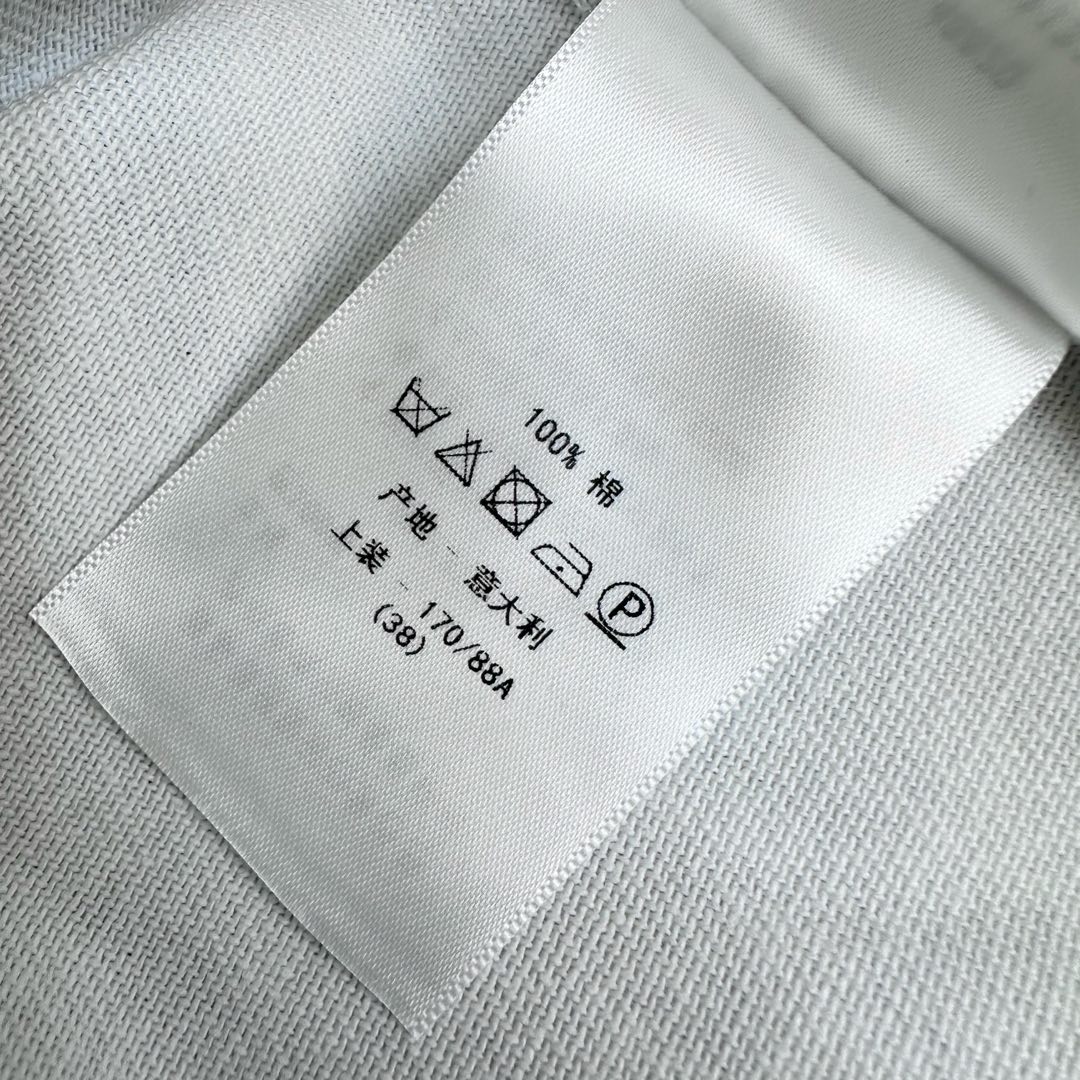 100% 棉
P
产地 - 意大利
上装 - 170/88A
(38)